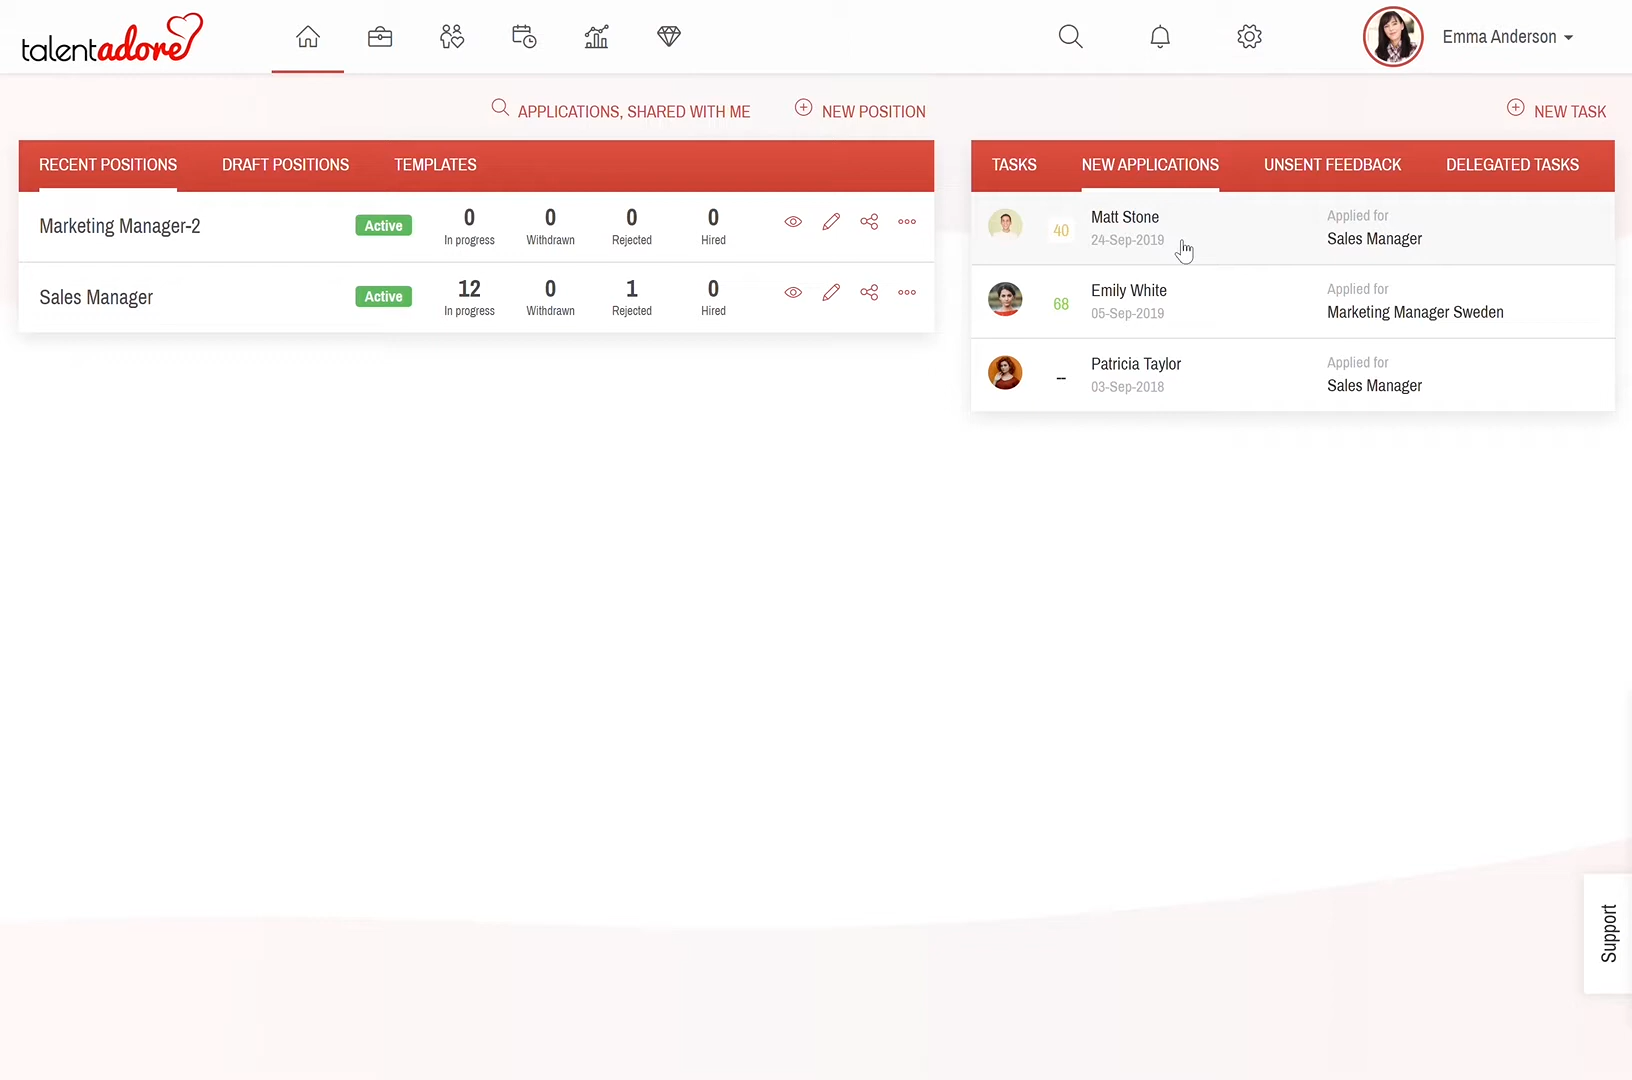 talentadore
Emma Anderson
APPLICATIONS, SHARED WITH ME
NEW POSITION
NEW TASK
RECENT POSITIONS
DRAFT POSITIONS
TEMPLATES
Marketing Manager-2
Active
0
In progress
0
Withdrawn
0
Rejected
0
Hired
Sales Manager
Active
12
In progress
0
Withdrawn
1
Rejected
0
Hired
TASKS
NEW APPLICATIONS
UNSENT FEEDBACK
DELEGATED TASKS
40
Matt Stone
24-Sep-2019
Applied for
Sales Manager
68
Emily White
05-Sep-2019
Applied for
Marketing Manager Sweden
--
Patricia Taylor
03-Sep-2018
Applied for
Sales Manager
Support